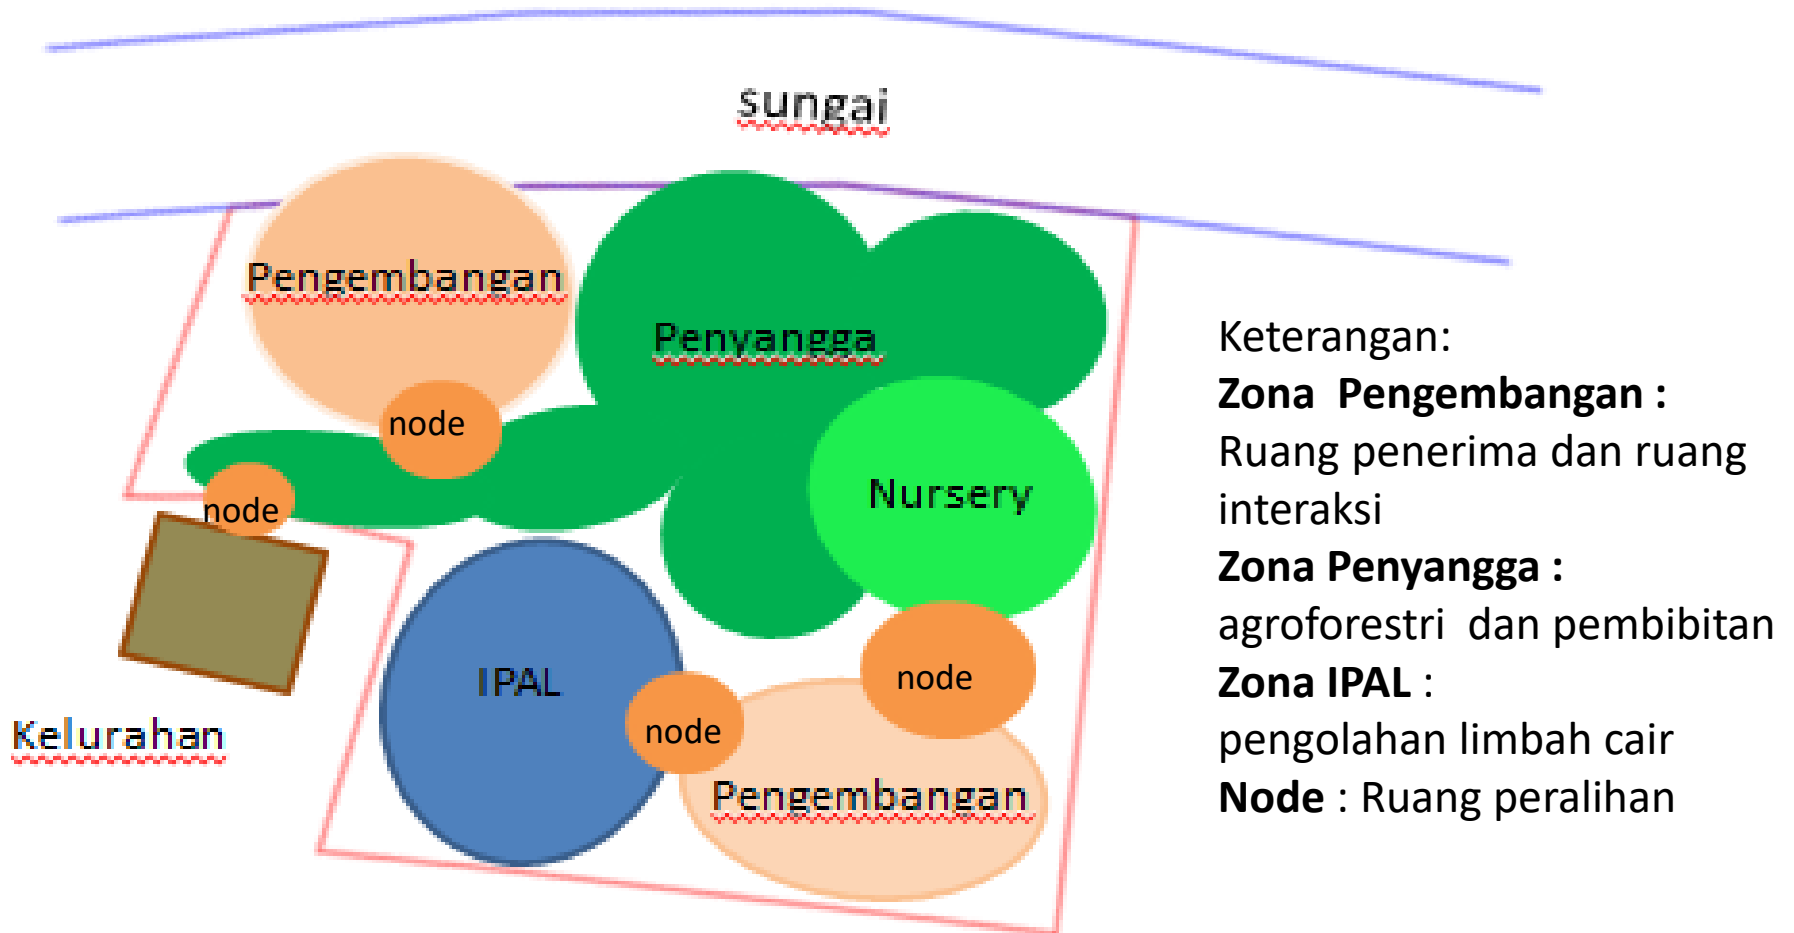 sungai
Pengembangan
Penyangga
node
Nursery
node
IPAL
node
node
Kelurahan
Pengembangan
Keterangan:
Zona Pengembangan :
Ruang penerima dan ruang
interaksi
Zona Penyangga :
agroforestri dan pembibitan
Zona IPAL :
pengolahan limbah cair
Node : Ruang peralihan